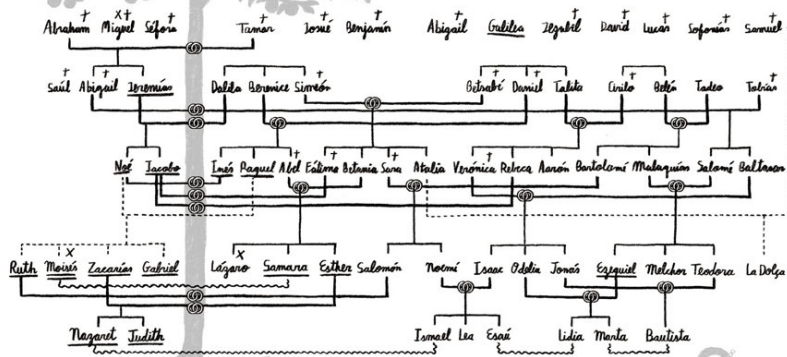 Abraham Miguel Séfora Tamar Josué Benjamín Abigail Galilea Jezabel David Lucas Sofonías Samuel
Saúl Abigail Jeremías Dalila Berenice Simeón Betsabé Daniel Talita Cirilo Belén Tadeo Tobías
Noé Jacobo Inés Raquel Abel Fátima Betania Sara Atalia Verónica Rebeca Aarón Bartolomé Malaquías Salomé Baltasar
Ruth Moisés Zacarías Gabriel Lázaro Samara Esther Salomón Noemí Isaac Odelia Jonás Ezequiel Melchor Teodora La Dolça
Nazaret Judith Ismael Lea Esaú Lidia Marta Bautista